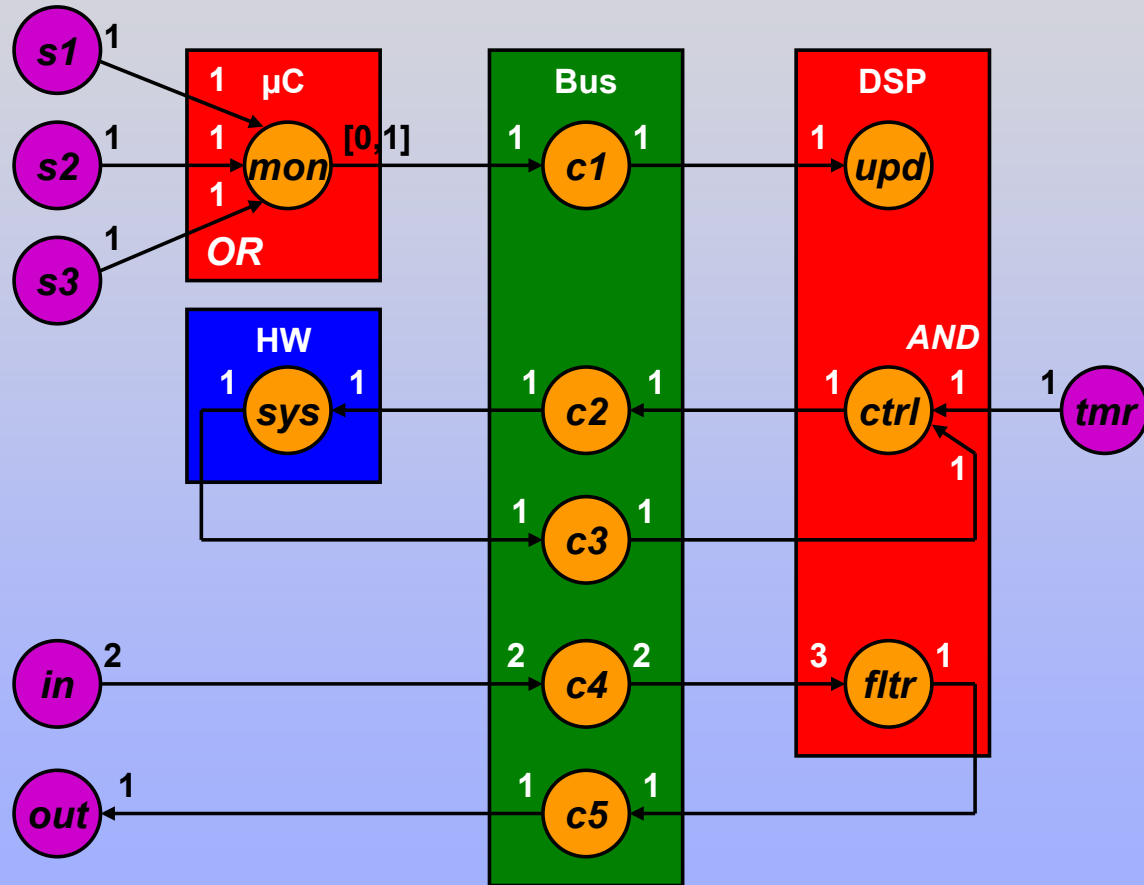 s1 1
1 µC Bus DSP
s2 1 1 mon [0,1] 1 c1 1 1 upd
1
s3 1 OR
HW AND
1 sys 1 1 c2 1 1 ctrl 1 1 tmr
1
1 c3 1
in 2 2 c4 2 3 fltr 1
out 1 1 c5 1